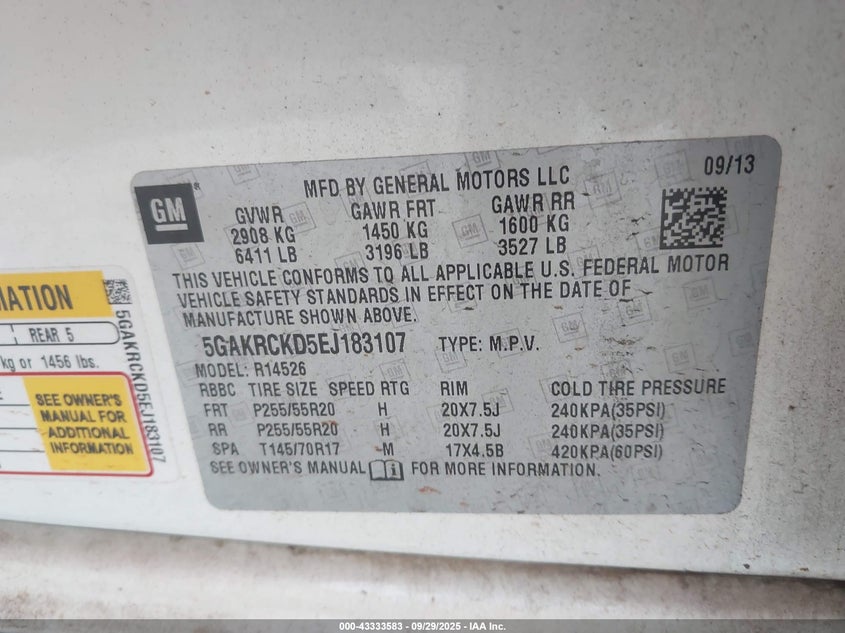 GM
®
MFD BY GENERAL MOTORS LLC
09/13
GVWR GAWR FRT GAWR RR
2908 KG 1450 KG 1600 KG
6411 LB 3196 LB 3527 LB
THIS VEHICLE CONFORMS TO ALL APPLICABLE U.S. FEDERAL MOTOR
VEHICLE SAFETY STANDARDS IN EFFECT ON THE DATE OF
MANUFACTURE SHOWN ABOVE.
5GAKRCKD5EJ183107 TYPE: M.P.V.
MODEL: R14526
RBBC TIRE SIZE SPEED RTG RIM COLD TIRE PRESSURE
FRT P255/55R20 H 20X7.5J 240KPA(35PSI)
RR P255/55R20 H 20X7.5J 240KPA(35PSI)
SPA T145/70R17 M 17X4.5B 420KPA(60PSI)
SEE OWNER'S MANUAL FOR MORE INFORMATION.
MATION
REAR 5
kg or 1456 lbs.
SEE OWNER'S
MANUAL FOR
ADDITIONAL
INFORMATION
5GAKRCKD5EJ183107
000-43333583 - 09/29/2025 - IAA Inc.